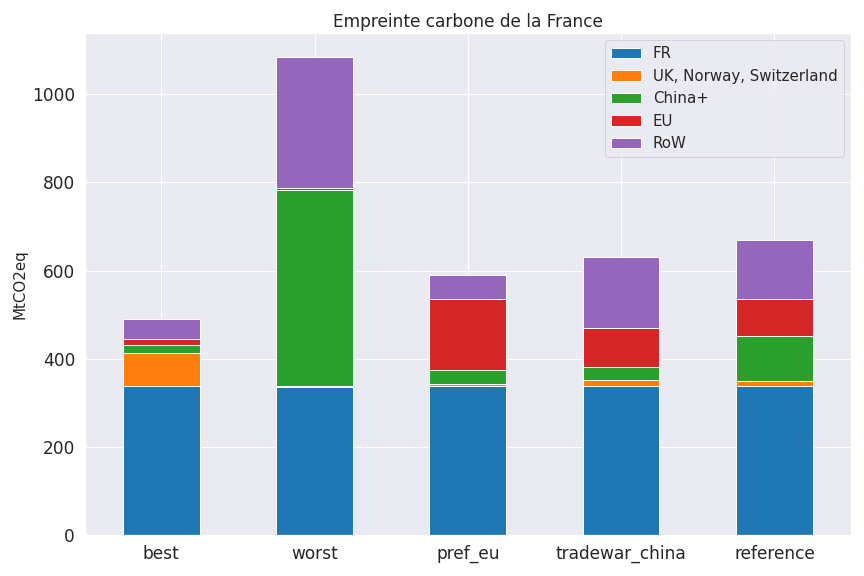 Empreinte carbone de la France
FR
UK, Norway, Switzerland
China+
EU
RoW
1000
800
600
400
200
0
MtCO2eq
best
worst
pref_eu
tradewar_china
reference